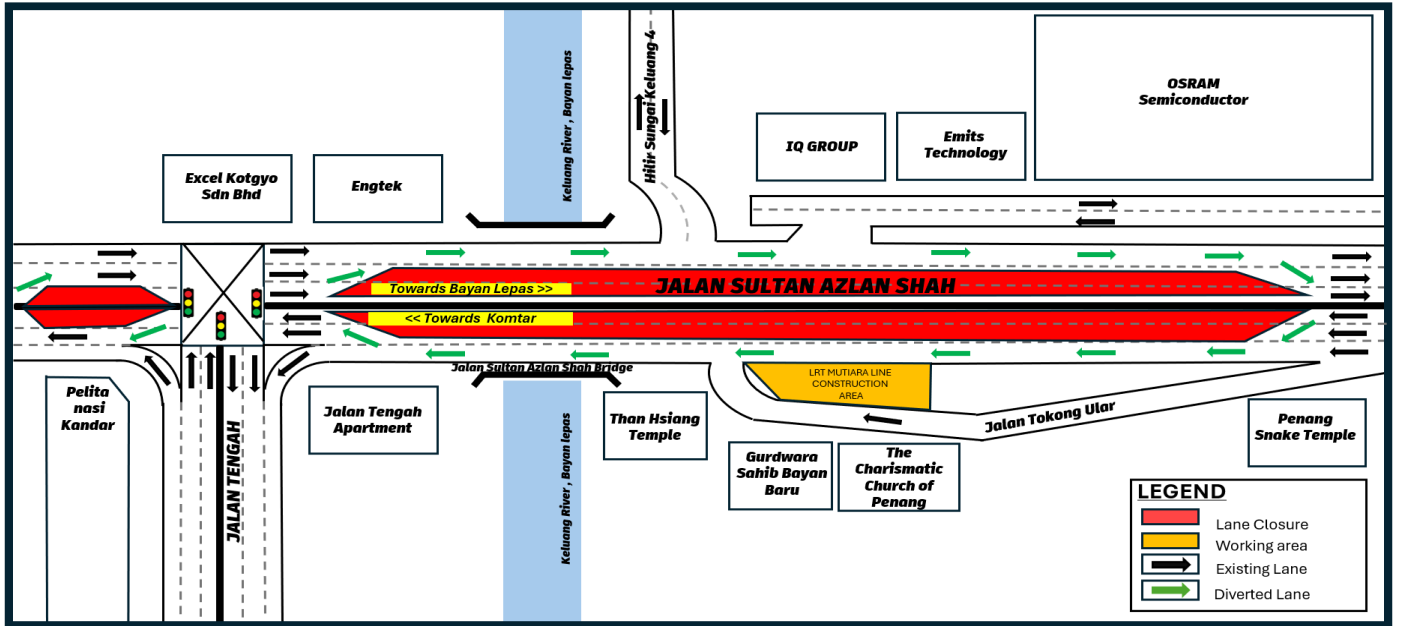 OSRAM
Semiconductor
Hilir Sungai Keluang 4
Keluang River , Bayan lepas
IQ GROUP
Emits
Technology
Excel Kotgyo
Sdn Bhd
Engtek
Towards Bayan Lepas >>
JALAN SULTAN AZLAN SHAH
<< Towards Komtar
Jalan Sultan Azlan Shah Bridge
LRT MUTIARA LINE
CONSTRUCTION
AREA
Pelita
nasi
Kandar
Jalan Tengah
Apartment
Than Hsiang
Temple
Jalan Tokong Ular
Penang
Snake Temple
JALAN TENGAH
Keluang River , Bayan lepas
Gurdwara
Sahib Bayan
Baru
The
Charismatic
Church of
Penang
LEGEND
Lane Closure
Working area
Existing Lane
Diverted Lane